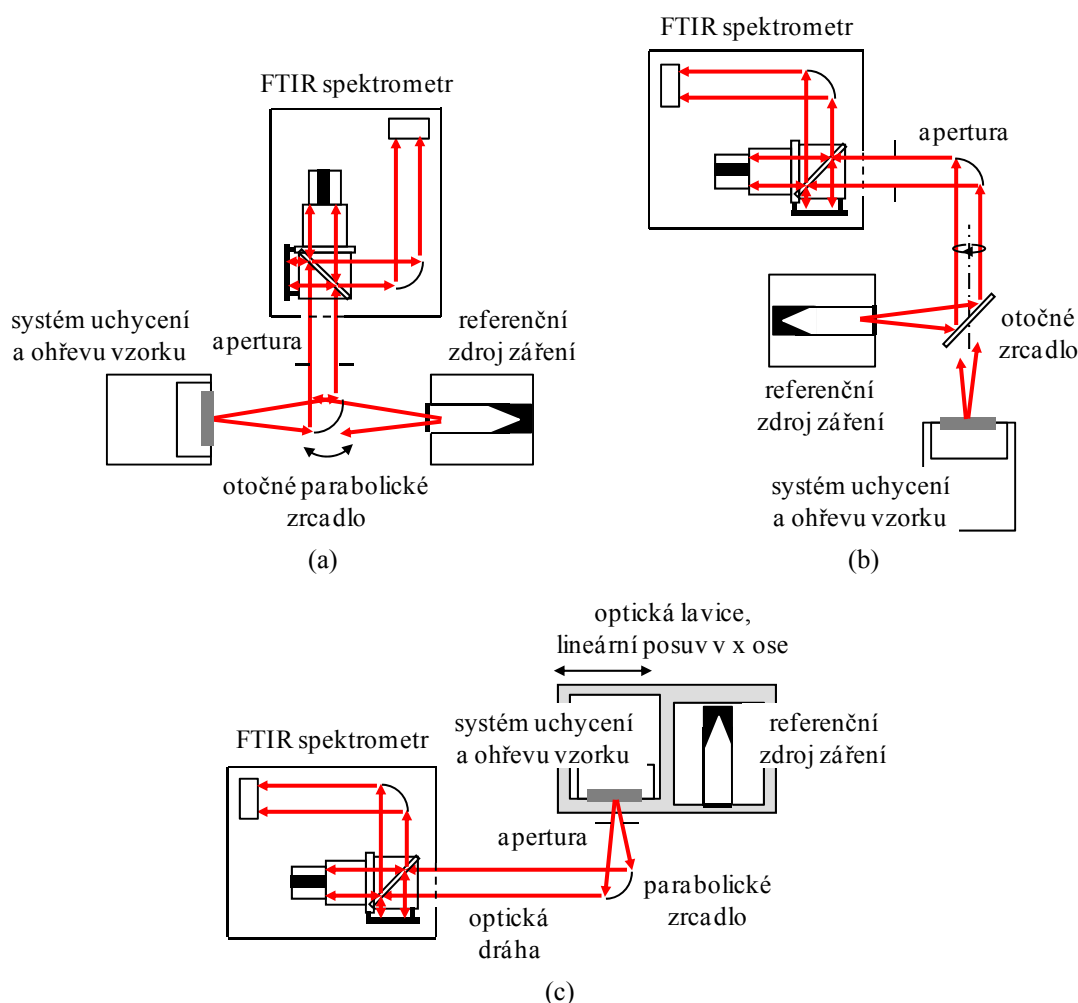 FTIR spektrometr
systém uchycení
a ohřevu vzorku
apertura
referenční
zdroj záření
otočné parabolické
zrcadlo
(a)
FTIR spektrometr
apertura
otočné
zrcadlo
referenční
zdroj záření
systém uchycení
a ohřevu vzorku
(b)
optická lavice,
lineární posuv v x ose
systém uchycení
a ohřevu vzorku
referenční
zdroj záření
FTIR spektrometr
apertura
parabolické
zrcadlo
optická
dráha
(c)